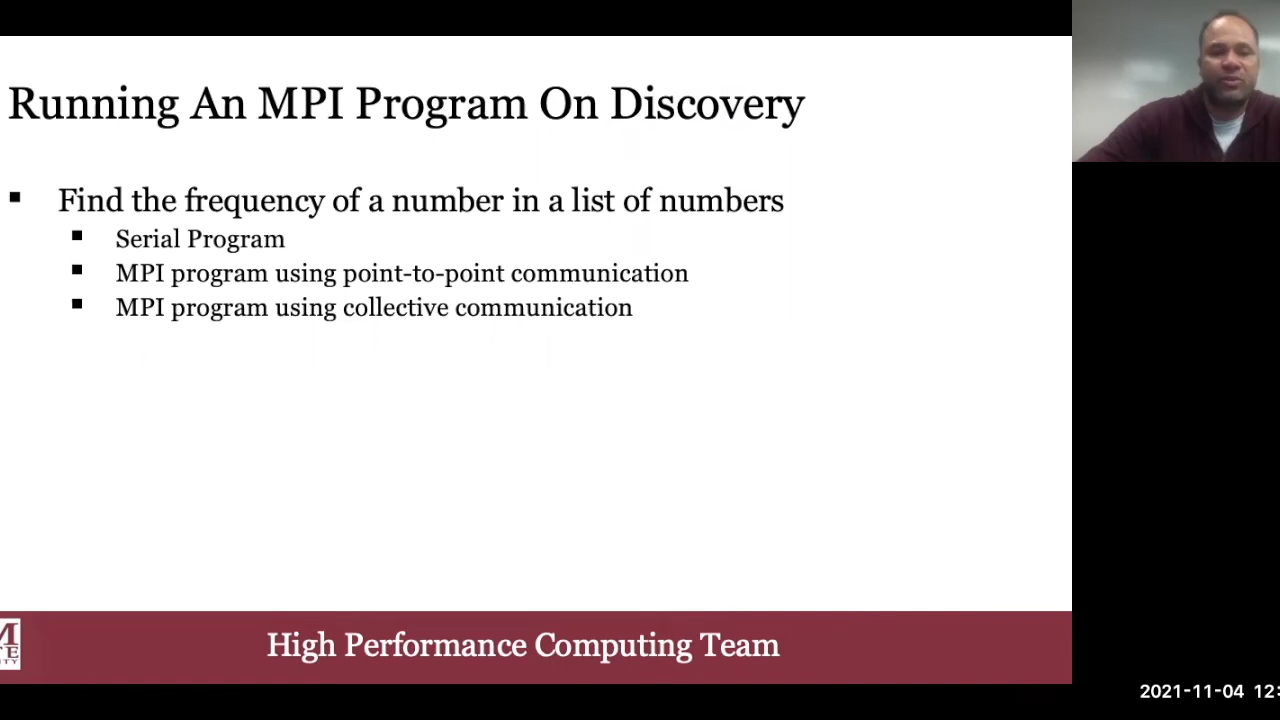 Running An MPI Program On Discovery
▪ Find the frequency of a number in a list of numbers
▪ Serial Program
▪ MPI program using point-to-point communication
▪ MPI program using collective communication
High Performance Computing Team
2021-11-04 12: